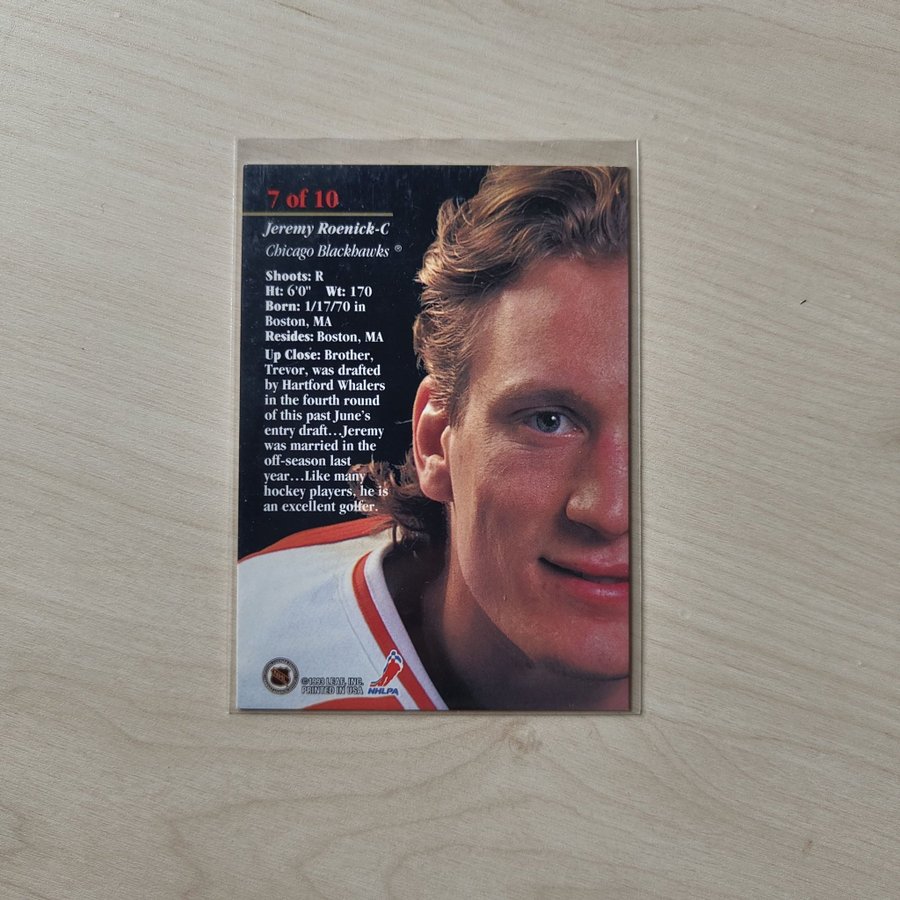 7 of 10
Jeremy Roenick-C
Chicago Blackhawks ®
Shoots: R
Ht: 6'0" Wt: 170
Born: 1/17/70 in
Boston, MA
Resides: Boston, MA
Up Close: Brother,
Trevor, was drafted
by Hartford Whalers
in the fourth round
of this past June's
entry draft...Jeremy
was married in the
off-season last
year...Like many
hockey players, he is
an excellent golfer.
©1993 LEAF, INC.
PRINTED IN USA
NHLPA